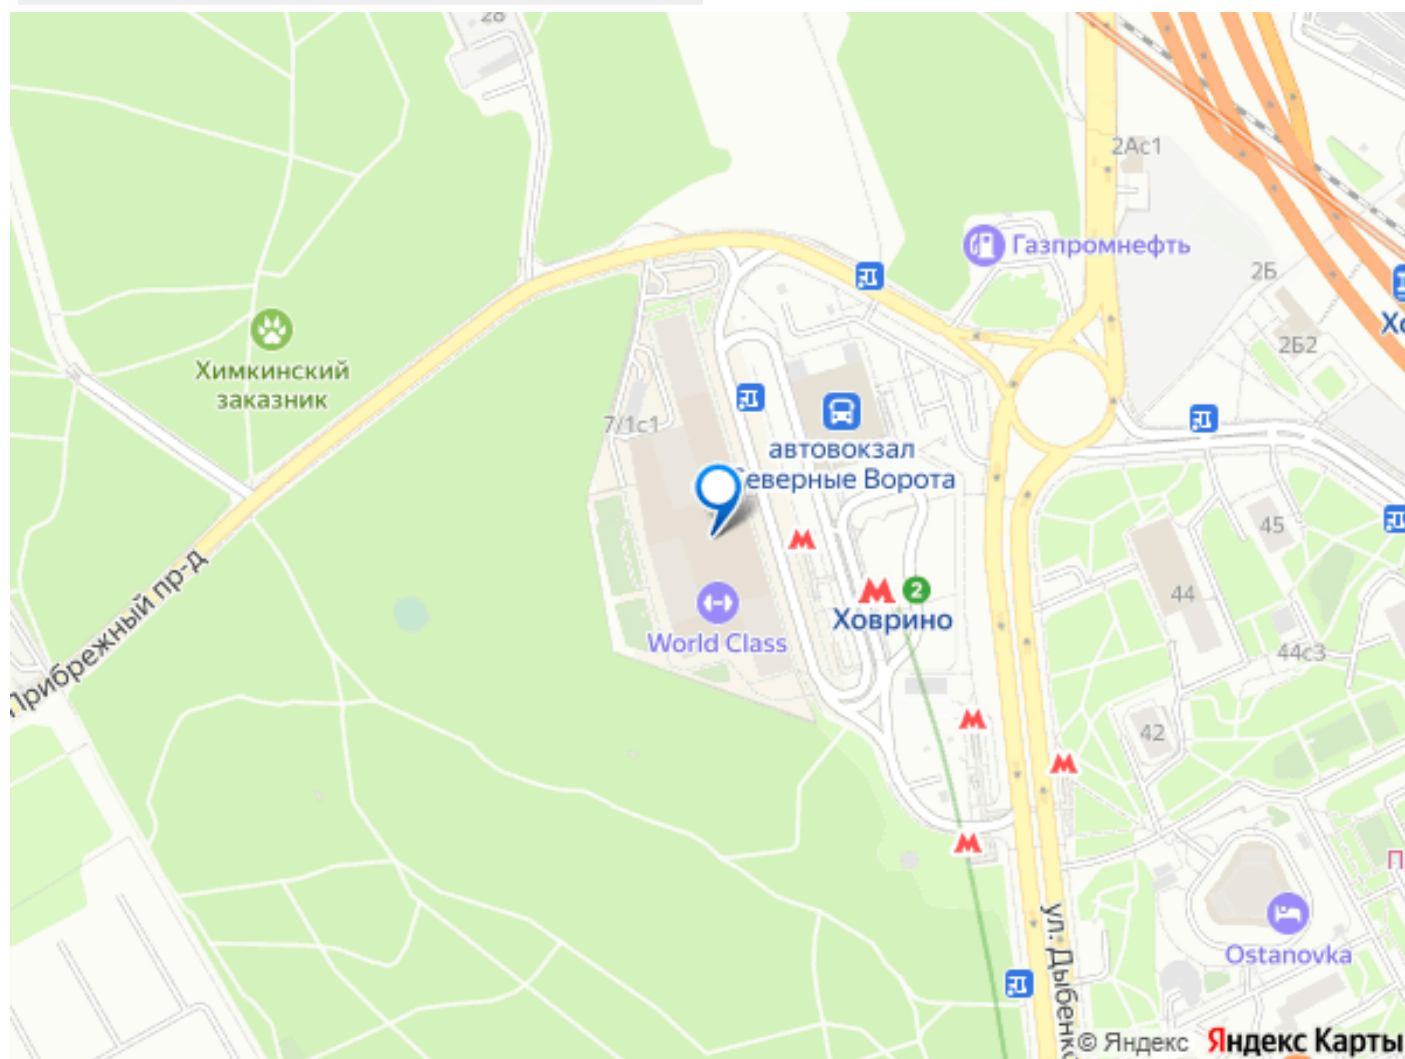 28
2Ас1
Газпромнефть
2Б
Химкинский
заказник
2Б2
7/1с1
автовокзал
Северные Ворота
45
44
2
Ховрино
World Class
Прибрежный пр-д
44с3
42
Ostanovka
ул. Дыбенко
© Яндекс
Яндекс Карты